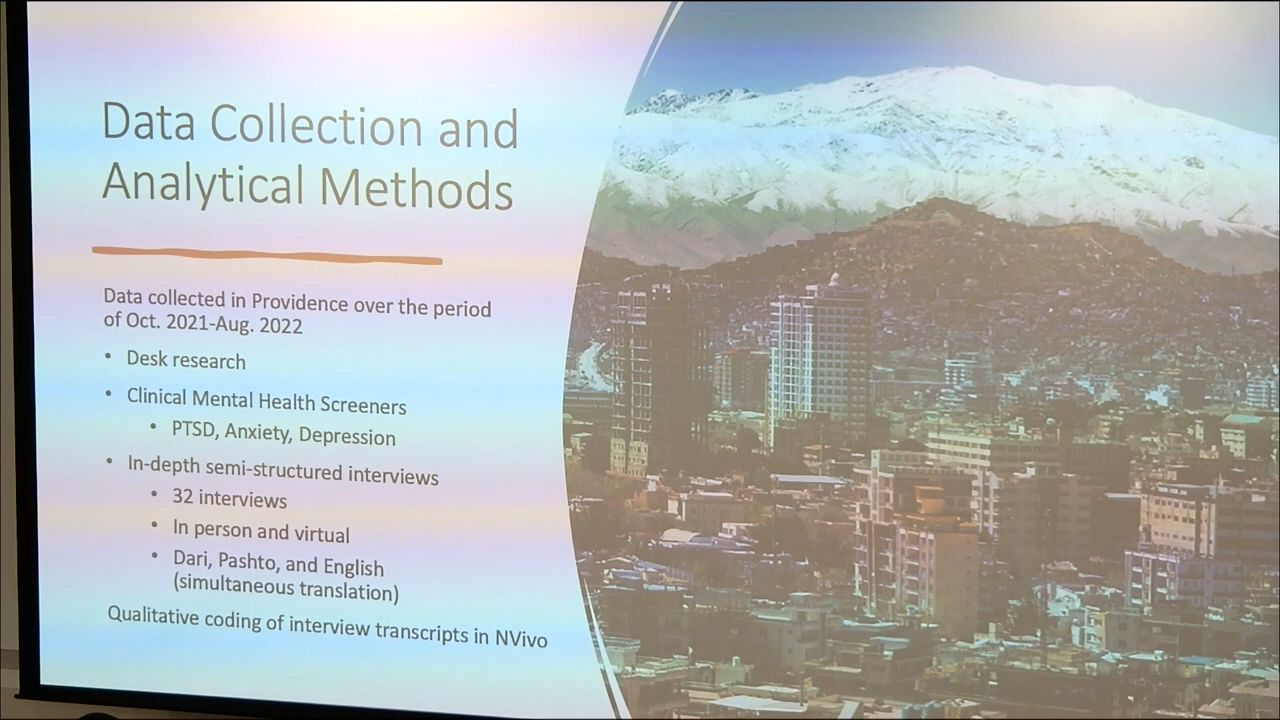 Data Collection and
Analytical Methods
Data collected in Providence over the period
of Oct. 2021-Aug. 2022
• Desk research
• Clinical Mental Health Screeners
• PTSD, Anxiety, Depression
• In-depth semi-structured interviews
• 32 interviews
• In person and virtual
• Dari, Pashto, and English
(simultaneous translation)
Qualitative coding of interview transcripts in NVivo